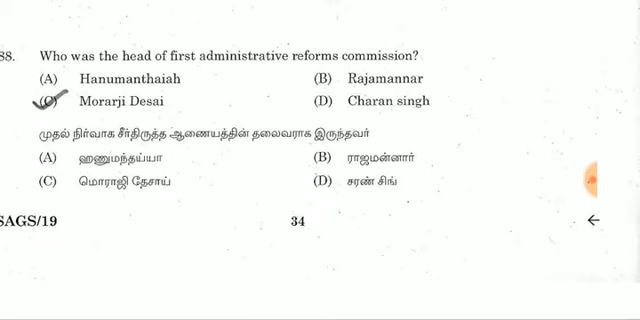 88. Who was the head of first administrative reforms commission?
(A) Hanumanthaiah (B) Rajamannar
(C) Morarji Desai (D) Charan singh
முதல் நிர்வாக சீர்திருத்த ஆணையத்தின் தலைவராக இருந்தவர்
(A) ஹனுமந்தய்யா (B) ராஜமன்னார்
(C) மொராஜி தேசாய் (D) சரண் சிங்
SAGS/19 34 ←